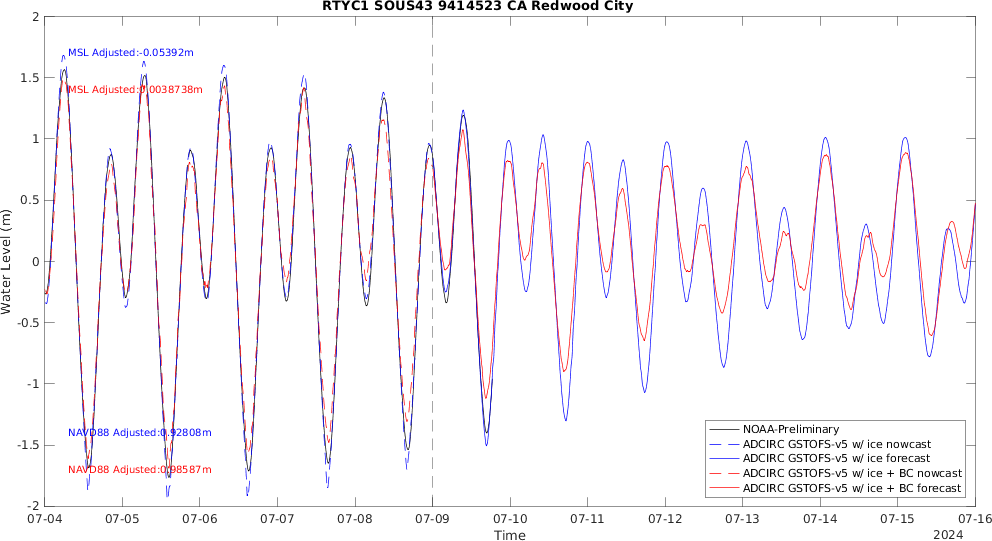 RTYC1 SOUS43 9414523 CA Redwood City
2
1.5
1
0.5
0
-0.5
-1
-1.5
-2
Water Level (m)
MSL Adjusted:-0.05392m
MSL Adjusted:0.0038738m
NAVD88 Adjusted:0.92808m
NAVD88 Adjusted:0.98587m
NOAA-Preliminary
ADCIRC GSTOFS-v5 w/ ice nowcast
ADCIRC GSTOFS-v5 w/ ice forecast
ADCIRC GSTOFS-v5 w/ ice + BC nowcast
ADCIRC GSTOFS-v5 w/ ice + BC forecast
07-04 07-05 07-06 07-07 07-08 07-09 07-10 07-11 07-12 07-13 07-14 07-15 07-16
Time
2024